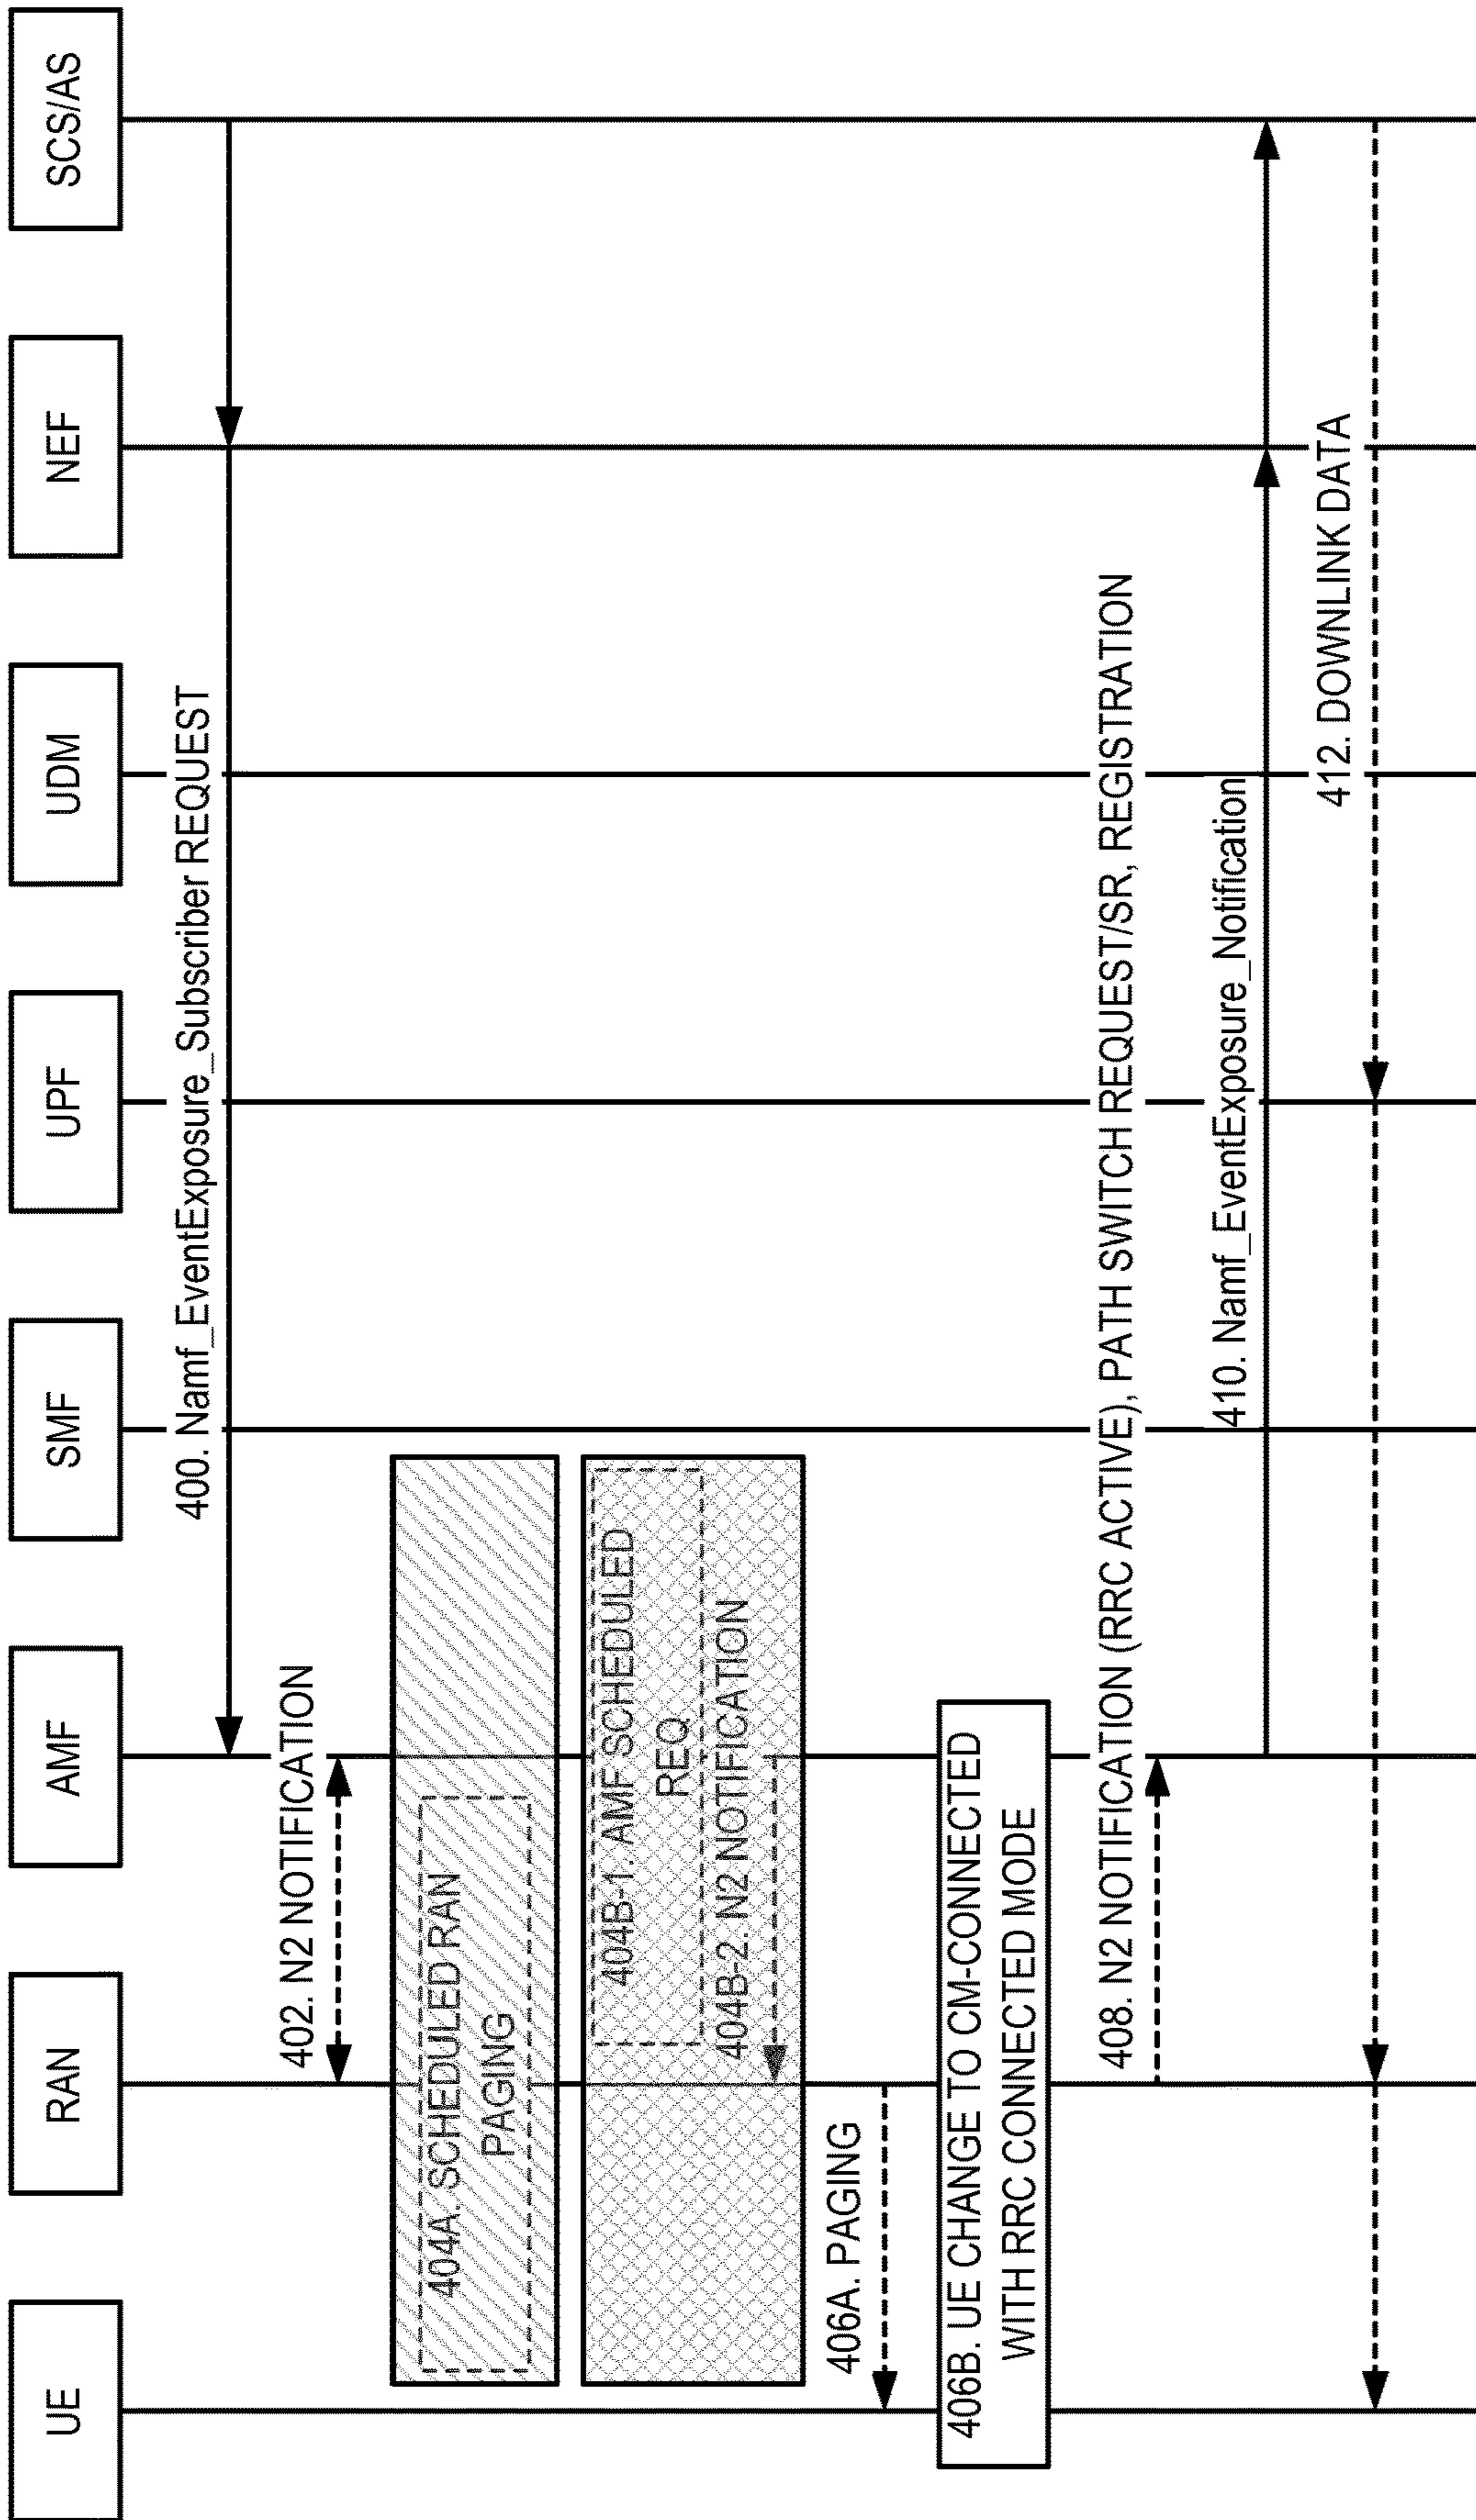 UE
RAN
AMF
SMF
UPF
UDM
NEF
SCS/AS
400. Namf_EventExposure_Subscriber REQUEST
402. N2 NOTIFICATION
404A. SCHEDULED RAN
PAGING
404B-1. AMF SCHEDULED
REQ
404B-2. N2 NOTIFICATION
406A. PAGING
406B. UE CHANGE TO CM-CONNECTED
WITH RRC CONNECTED MODE
408. N2 NOTIFICATION (RRC ACTIVE), PATH SWITCH REQUEST/SR, REGISTRATION
410. Namf_EventExposure_Notification
412. DOWNLINK DATA